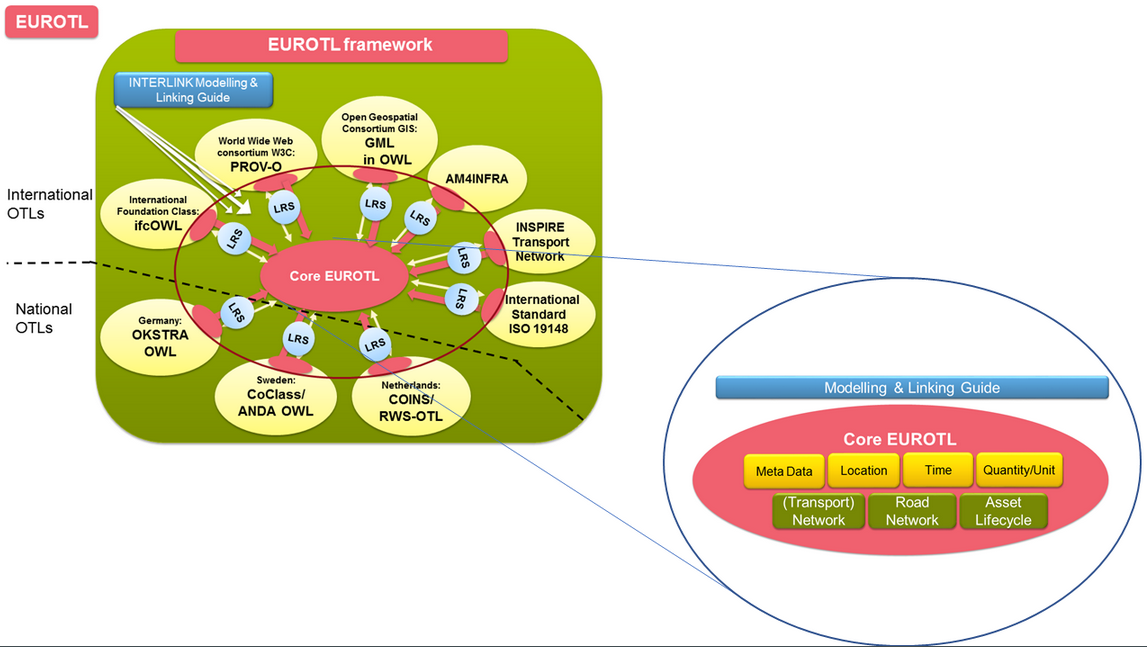 EUROTL
EUROTL framework
INTERLINK Modelling &
Linking Guide
International
OTLs
National
OTLs
World Wide Web
consortium W3C:
PROV-O
Open Geospatial
Consortium GIS:
GML
in OWL
AM4INFRA
International
Foundation Class:
ifcOWL
INSPIRE
Transport
Network
International
Standard
ISO 19148
Germany:
OKSTRA
OWL
Sweden:
CoClass/
ANDA OWL
Netherlands:
COINS/
RWS-OTL
LRS
LRS
LRS
LRS
LRS
LRS
LRS
LRS
LRS
Core EUROTL
Modelling & Linking Guide
Core EUROTL
Meta Data
Location
Time
Quantity/Unit
(Transport)
Network
Road
Network
Asset
Lifecycle